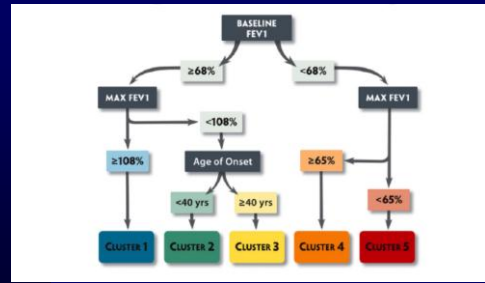 BASELINE
FEV1
≥68%
<68%
MAX FEV1
MAX FEV1
<108%
≥108%
Age of Onset
≥65%
<40 yrs
≥40 yrs
<65%
CLUSTER 1
CLUSTER 2
CLUSTER 3
CLUSTER 4
CLUSTER 5